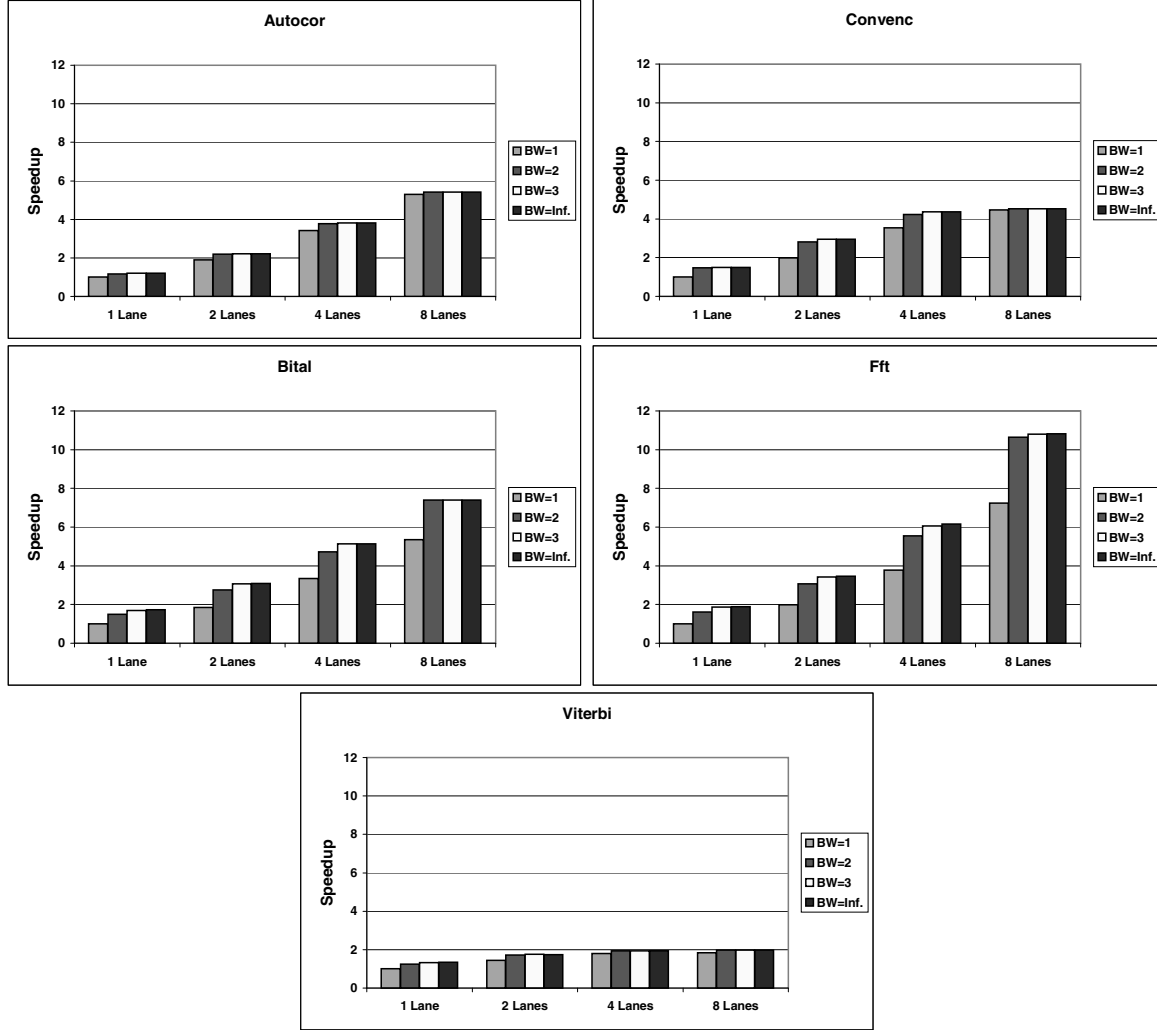 Autocor
Speedup
12
10
8
6
4
2
0
1 Lane 2 Lanes 4 Lanes 8 Lanes
BW=1
BW=2
BW=3
BW=Inf.
Convenc
Speedup
12
10
8
6
4
2
0
1 Lane 2 Lanes 4 Lanes 8 Lanes
BW=1
BW=2
BW=3
BW=Inf.
Bital
Speedup
12
10
8
6
4
2
0
1 Lane 2 Lanes 4 Lanes 8 Lanes
BW=1
BW=2
BW=3
BW=Inf.
Fft
Speedup
12
10
8
6
4
2
0
1 Lane 2 Lanes 4 Lanes 8 Lanes
BW=1
BW=2
BW=3
BW=Inf.
Viterbi
Speedup
12
10
8
6
4
2
0
1 Lane 2 Lanes 4 Lanes 8 Lanes
BW=1
BW=2
BW=3
BW=Inf.